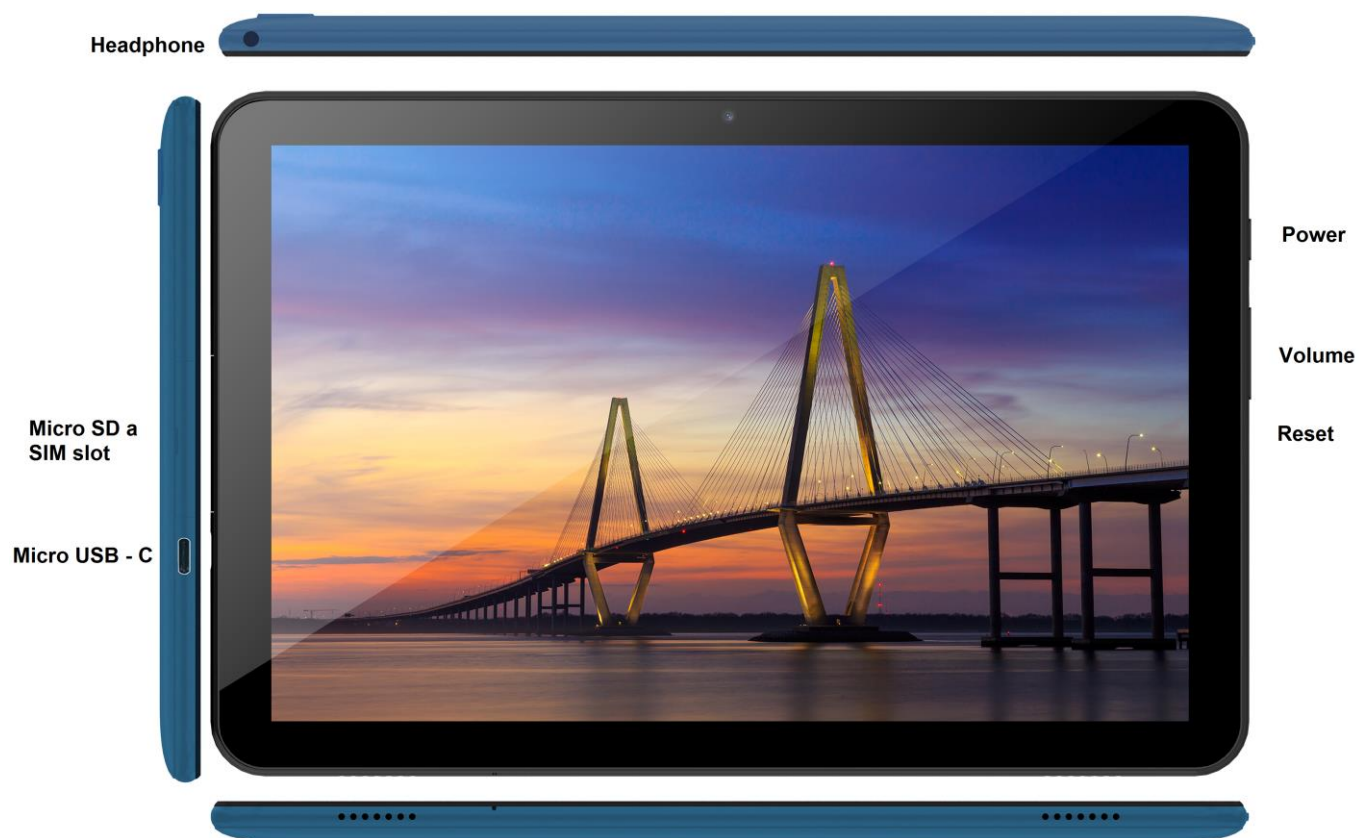 Headphone
Power
Volume
Micro SD a
SIM slot
Reset
Micro USB - C